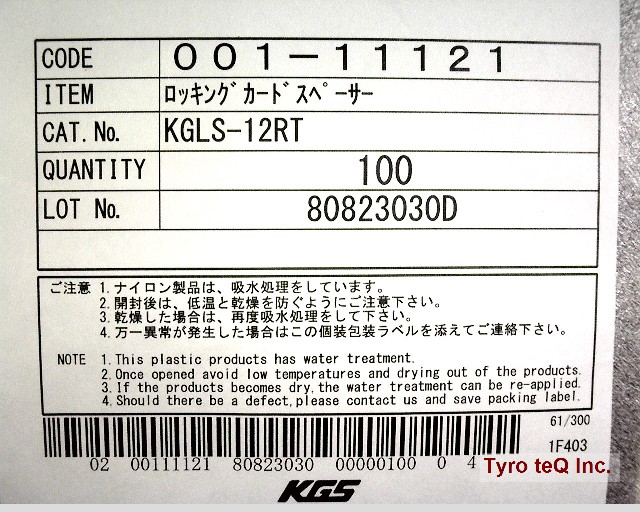 CODE 001-11121
ITEM ﾛｯｷﾝｸﾞｶｰﾄﾞｽﾍﾟｰｻｰ
CAT. No. KGLS-12RT
QUANTITY 100
LOT No. 80823030D
ご注意 1.ナイロン製品は、吸水処理をしています。
2.開封後は、低温と乾燥を防ぐようにご注意下さい。
3.乾燥した場合は、再度吸水処理をして下さい。
4.万一異常が発生した場合はこの個装包装ラベルを添えてご連絡下さい。
NOTE 1.This plastic products has water treatment.
2.Once opened avoid low temperatures and drying out of the products.
3.If the products becomes dry,the water treatment can be re-applied.
4.Should there be a defect,please contact us and save packing label.
61/300
1F403
02 00111121 80823030 00000100 0 4
KGS
Tyro teQ Inc.